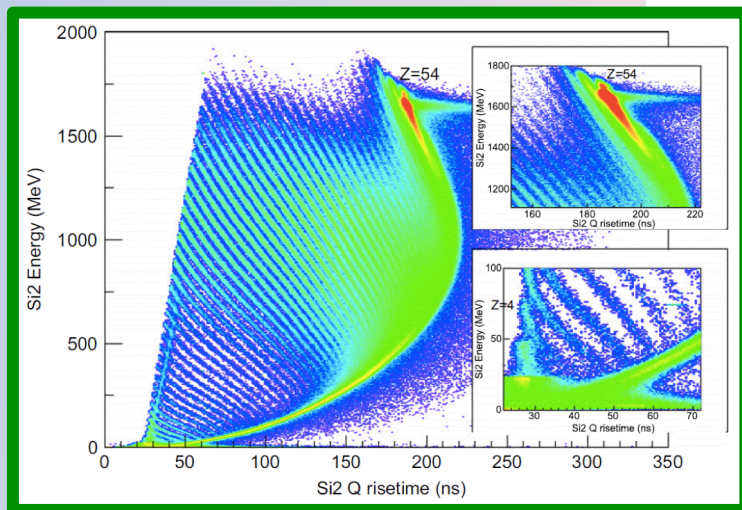 2000
1500
1000
500
0
Si2 Energy (MeV)
0 50 100 150 200 250 300 350
Si2 Q risetime (ns)
Z=54
1800
1600
1400
1200
Si2 Energy (MeV)
Z=54
160 180 200 220
Si2 Q risetime (ns)
100
50
0
Si2 Energy (MeV)
Z=4
30 40 50 60 70
Si2 Q risetime (ns)